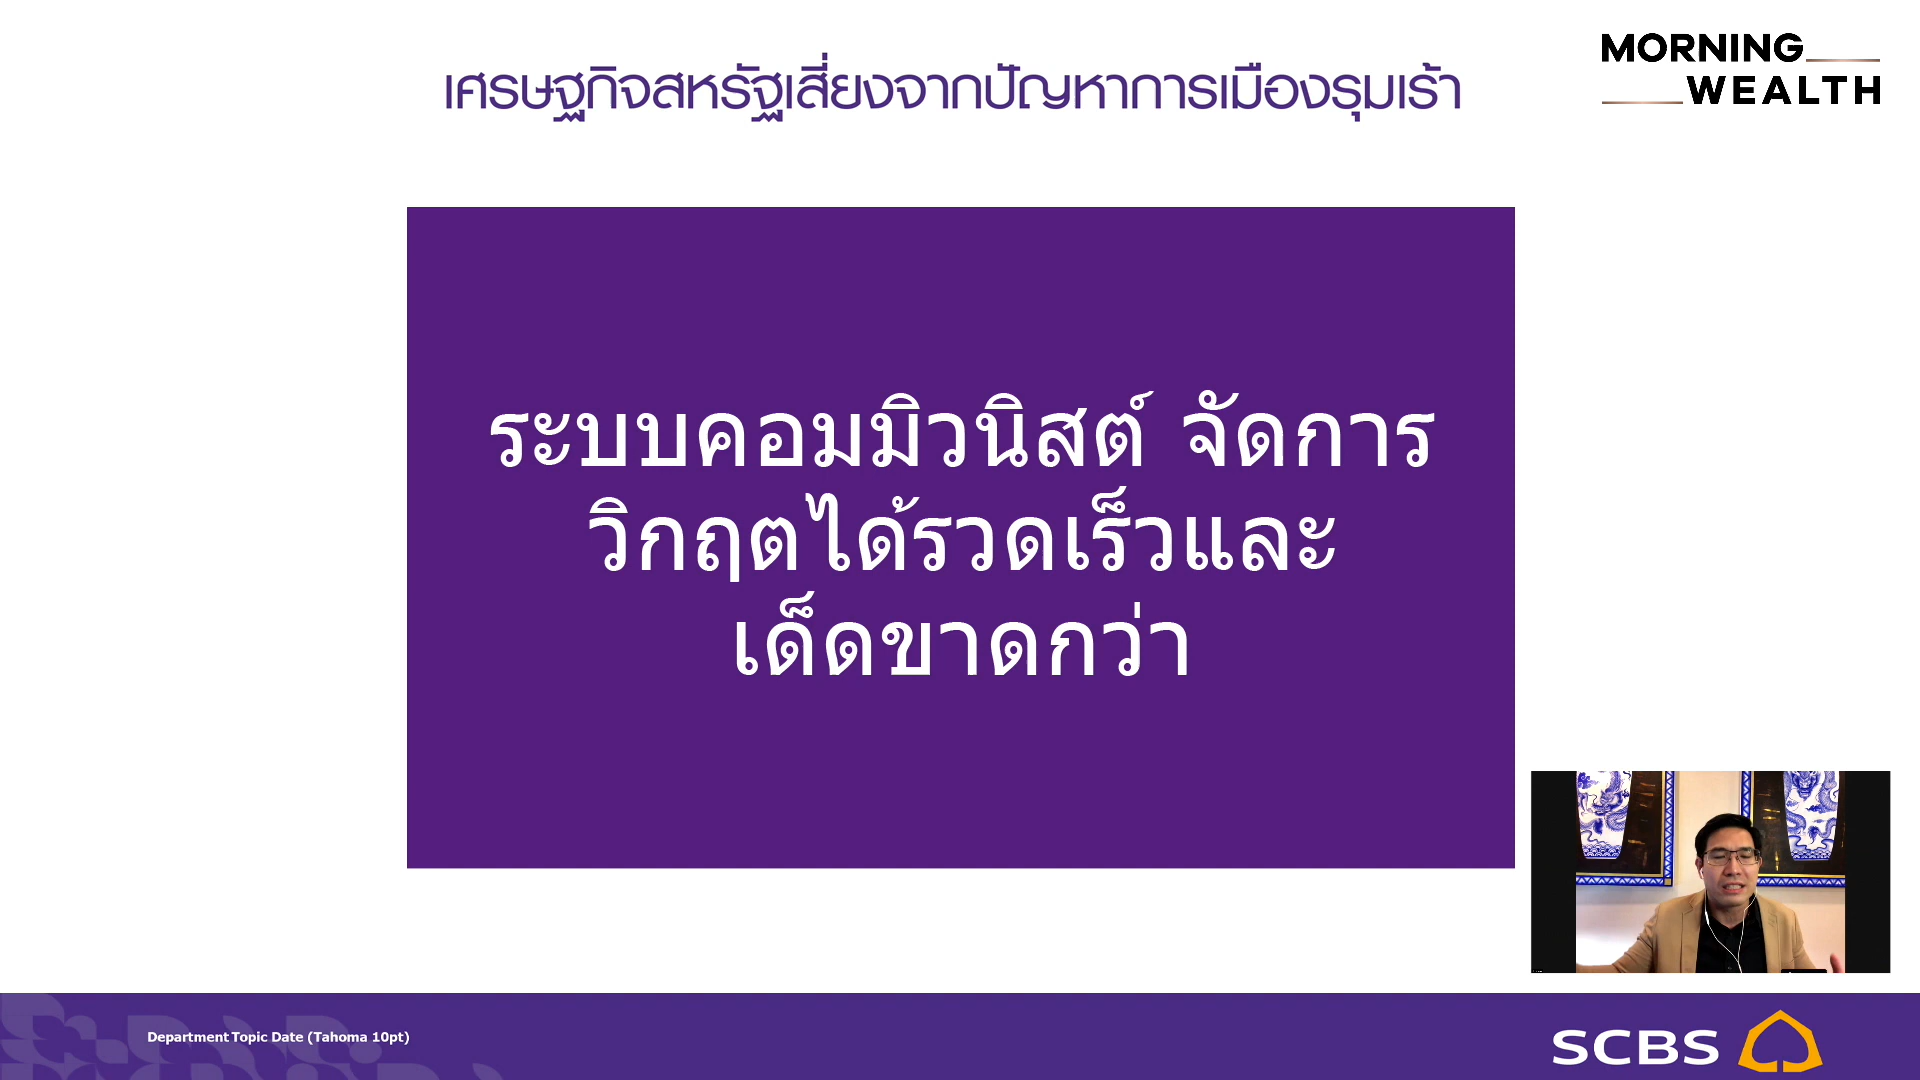 เศรษฐกิจสหรัฐเสี่ยงจากปัญหาการเมืองรุมเร้า
MORNING
WEALTH
ระบบคอมมิวนิสต์ จัดการ
วิกฤตได้รวดเร็วและ
เด็ดขาดกว่า
Department Topic Date (Tahoma 10pt)
SCBS